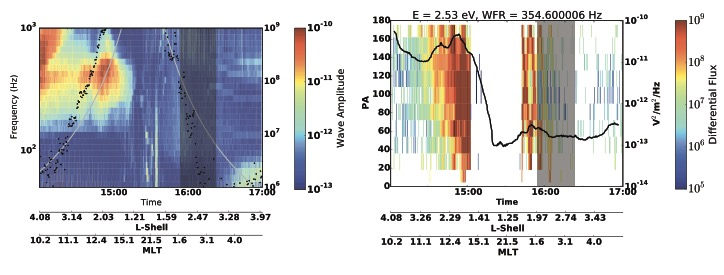 E = 2.53 eV, WFR = 354.600006 Hz
10³
10²
Frequency (Hz)
10⁹
10⁸
10⁷
10⁶
10⁻¹⁰
10⁻¹¹
10⁻¹²
10⁻¹³
Wave Amplitude
15:00 16:00 17:00
Time
4.08 3.14 2.03 1.21 1.59 2.47 3.28 3.97
L-Shell
10.2 11.1 12.4 15.1 21.5 1.6 3.1 4.0
MLT
180
160
140
120
100
80
60
40
20
0
PA
10⁻¹⁰
10⁻¹¹
10⁻¹²
10⁻¹³
10⁻¹⁴
V²/m²/Hz
10⁹
10⁸
10⁷
10⁶
10⁵
Differential Flux
15:00 16:00 17:00
Time
4.08 3.26 2.29 1.41 1.25 1.97 2.74 3.43
L-Shell
10.2 11.1 12.4 15.1 21.5 1.6 3.1 4.0
MLT